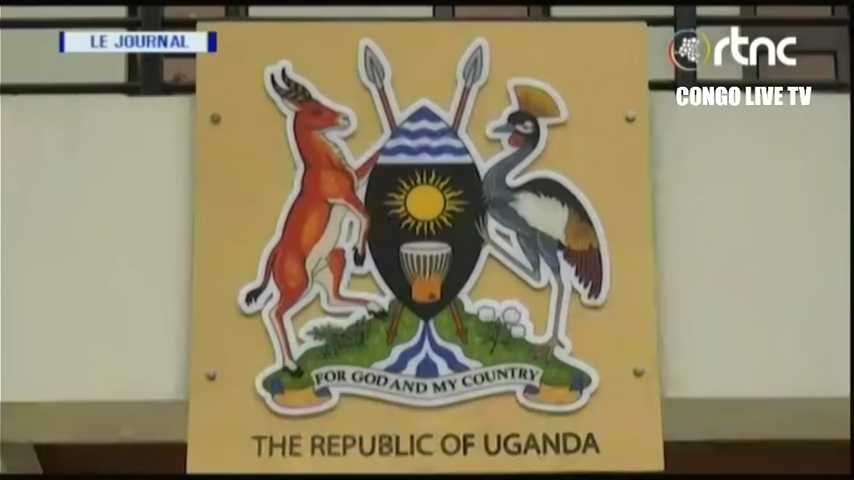 LE JOURNAL
rtnc
CONGO LIVE TV
FOR GOD AND MY COUNTRY
THE REPUBLIC OF UGANDA